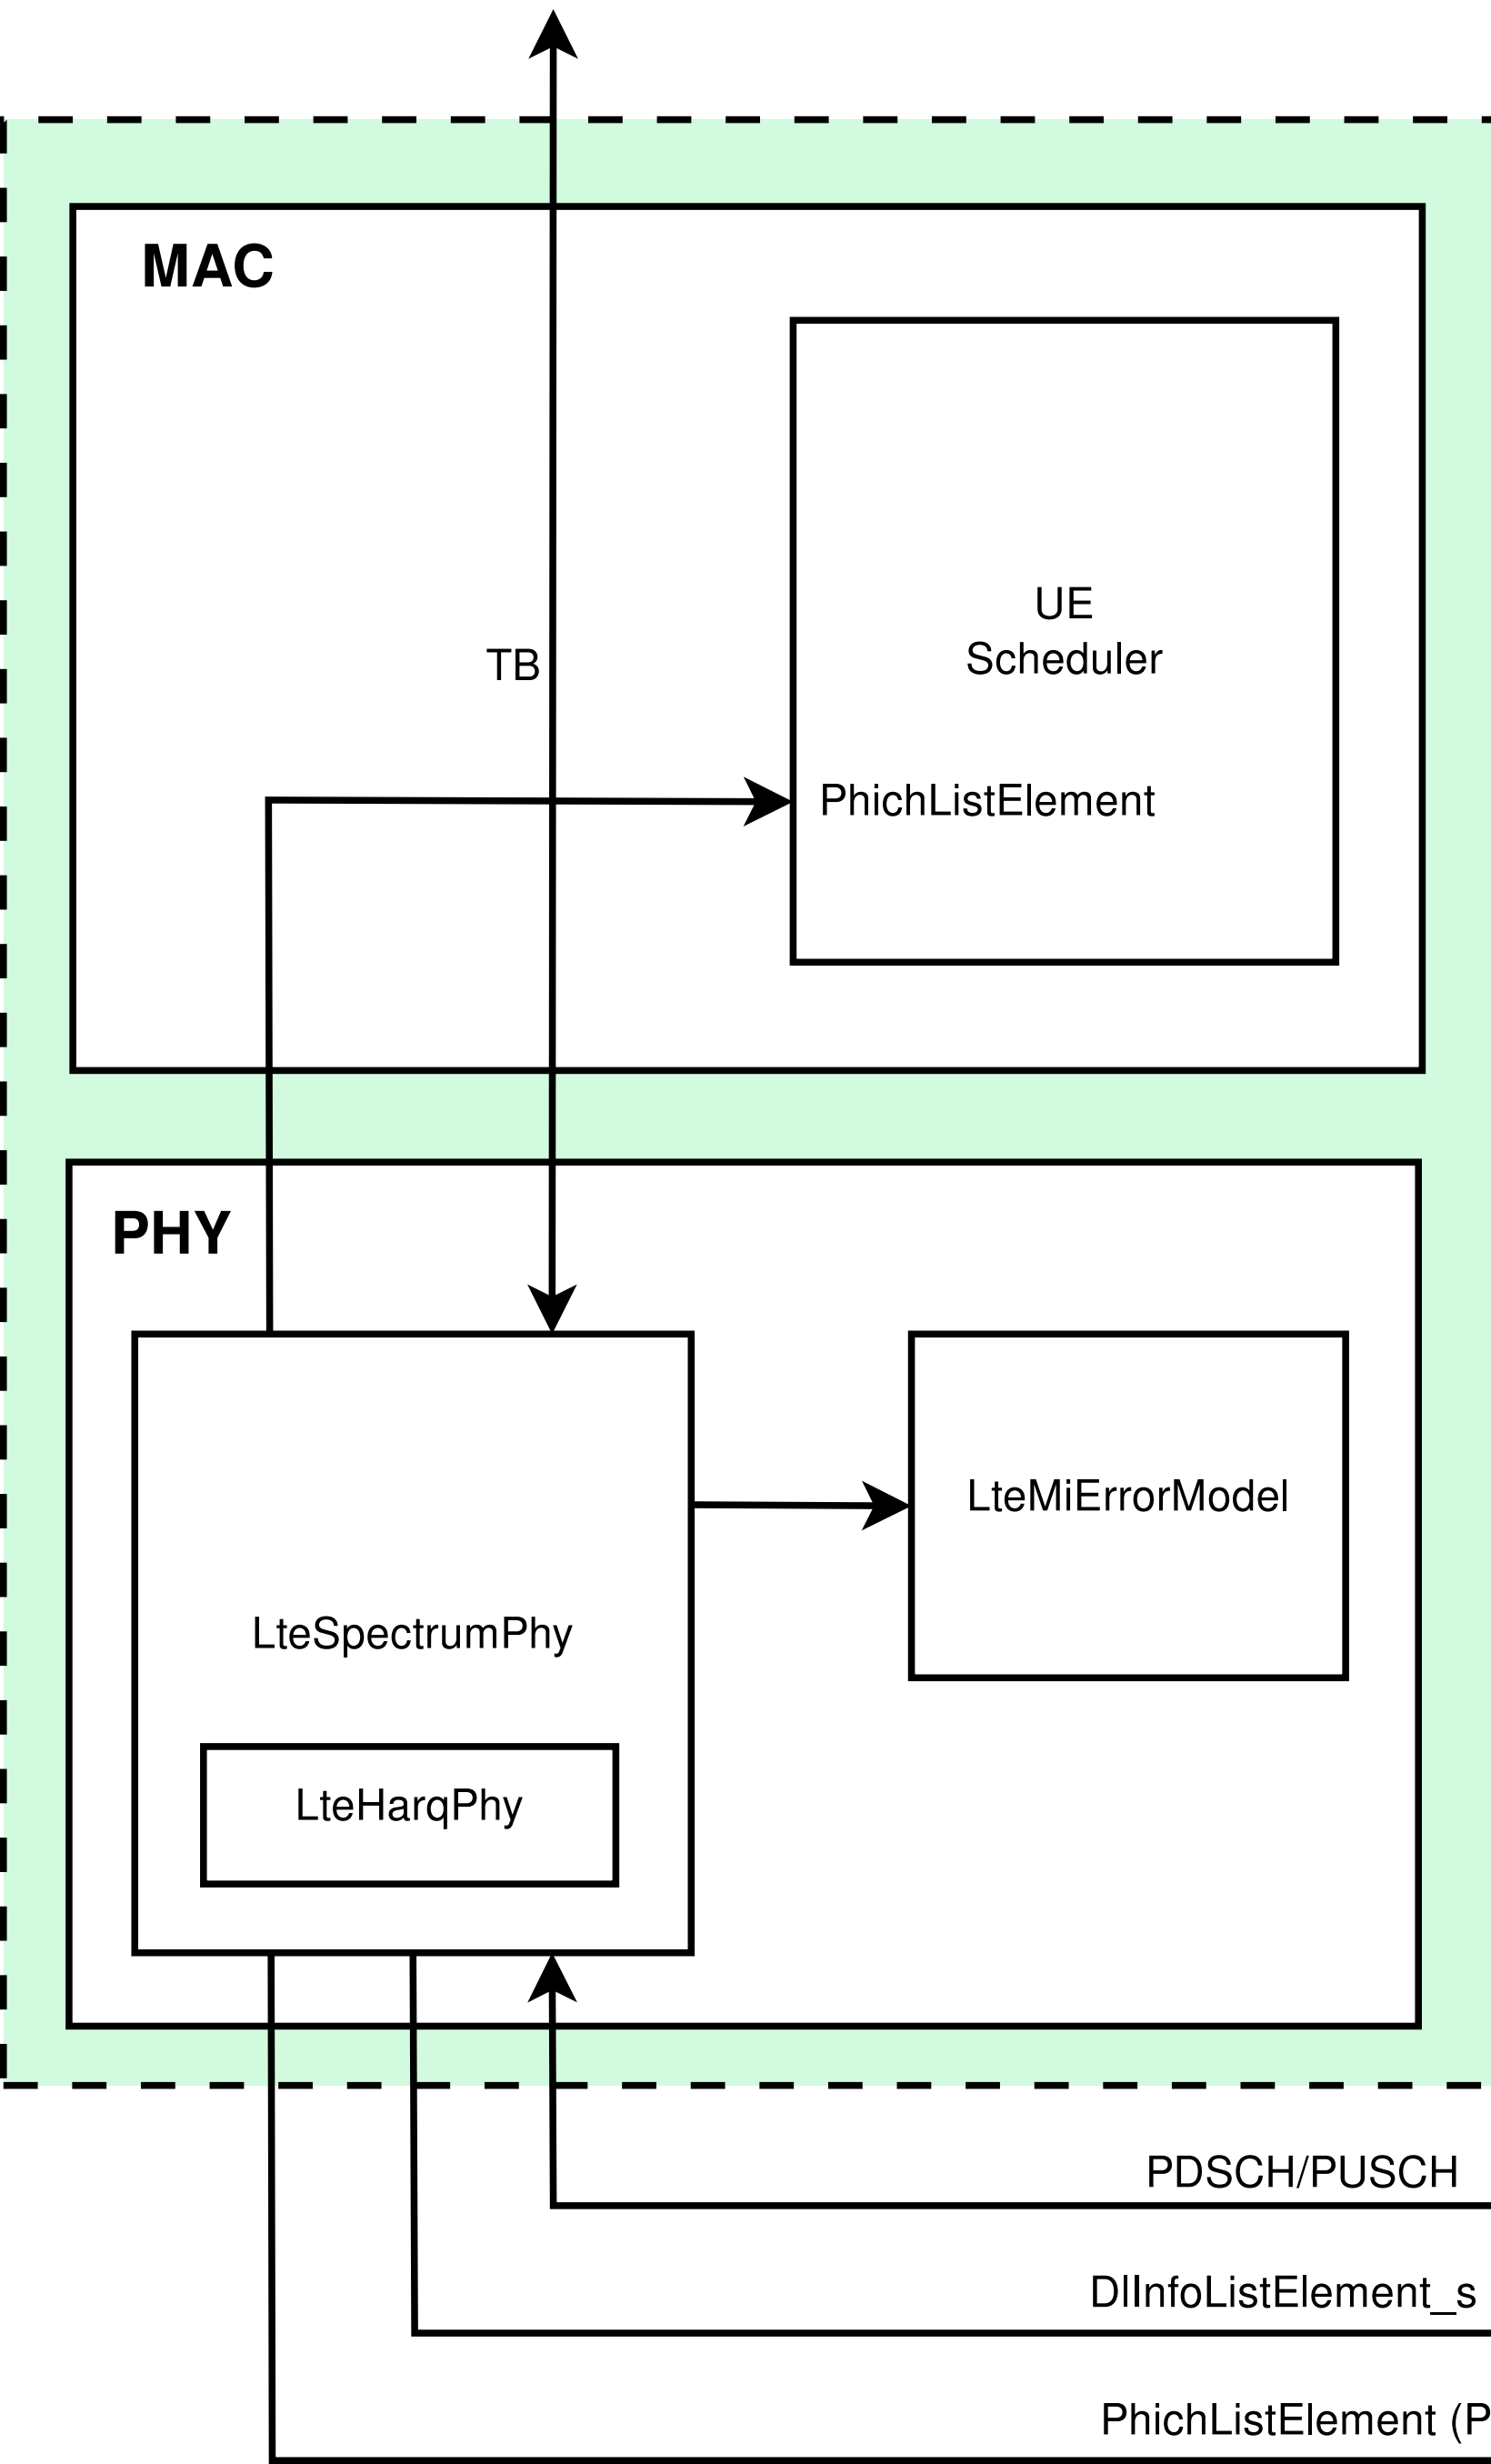 MAC
UE
Scheduler
TB
PhichListElement
PHY
LteMiErrorModel
LteSpectrumPhy
LteHarqPhy
PDSCH/PUSCH
DlInfoListElement_s
PhichListElement (P